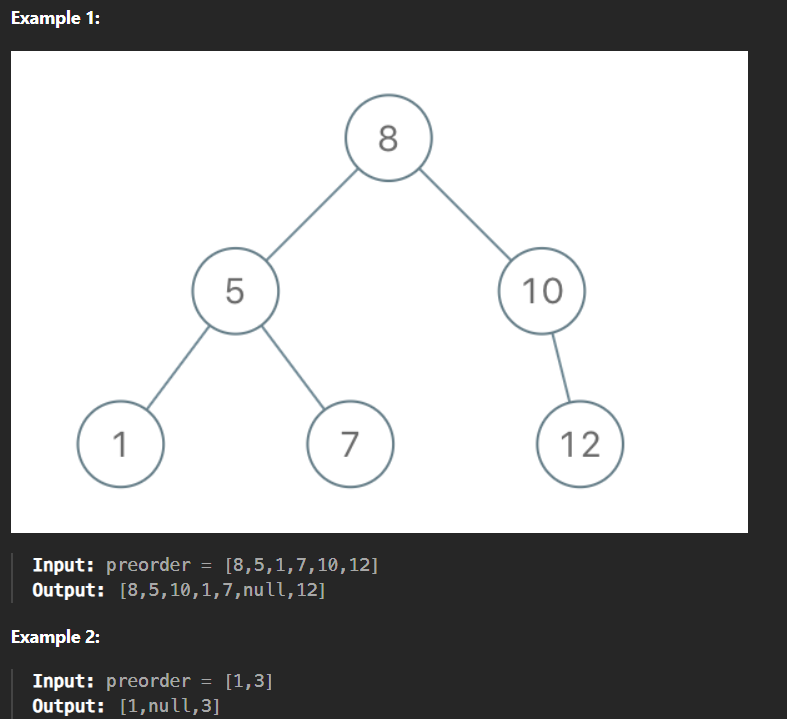 Example 1:
8
5 10
1 7 12
Input: preorder = [8,5,1,7,10,12]
Output: [8,5,10,1,7,null,12]
Example 2:
Input: preorder = [1,3]
Output: [1,null,3]